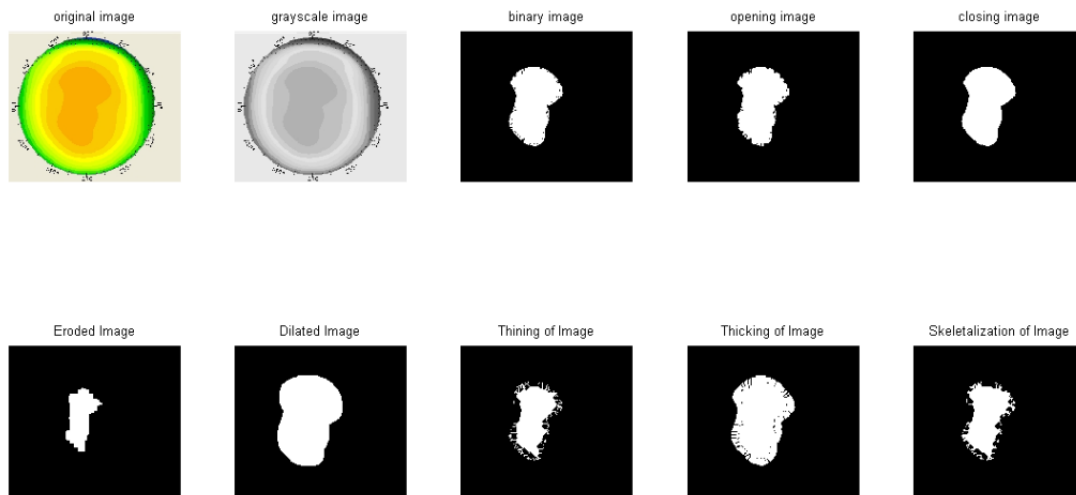 original image
grayscale image
binary image
opening image
closing image
Eroded Image
Dilated Image
Thining of Image
Thicking of Image
Skeletalization of Image